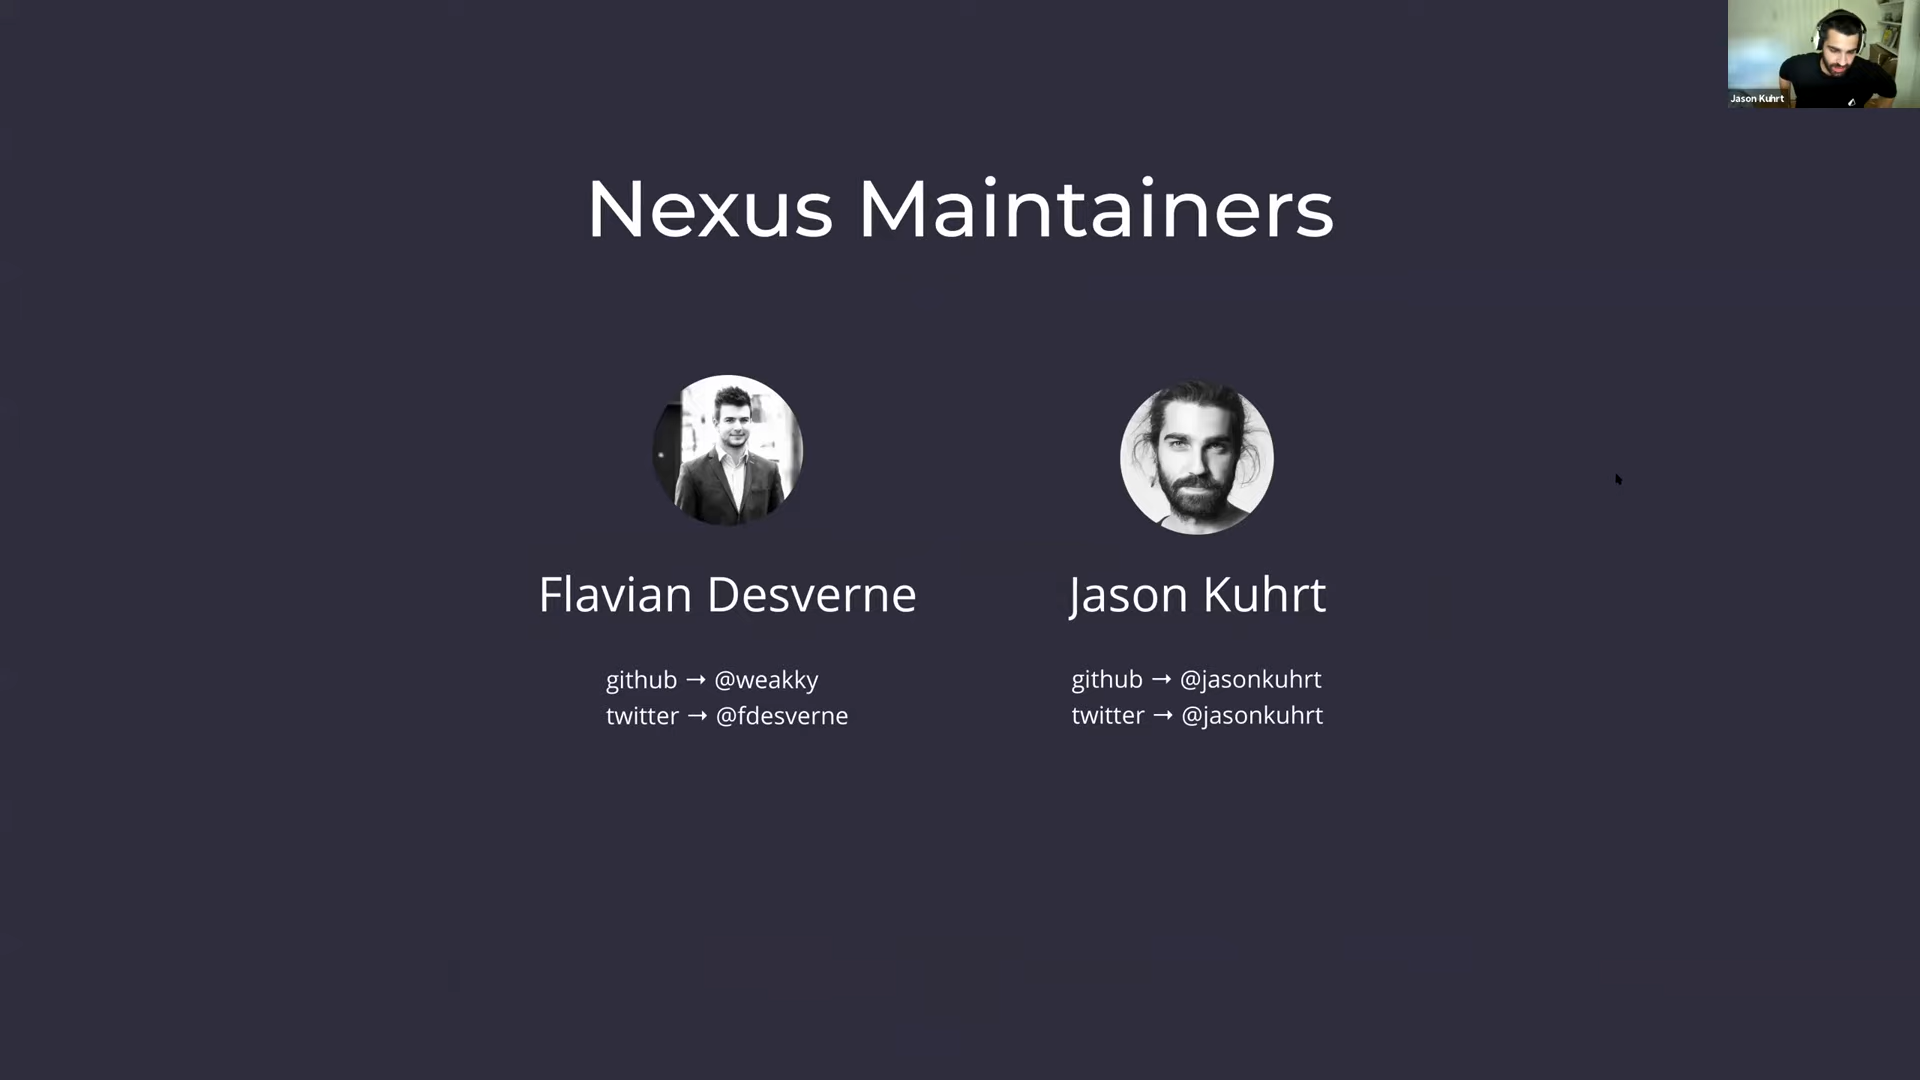 Jason Kuhrt
Nexus Maintainers
Flavian Desverne
github → @weakky
twitter → @fdesverne
Jason Kuhrt
github → @jasonkuhrt
twitter → @jasonkuhrt